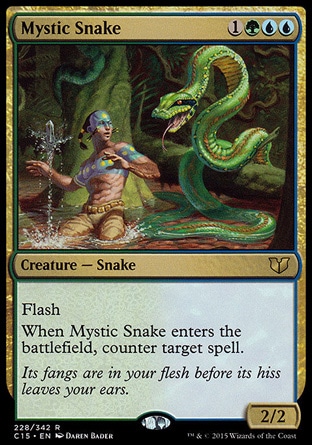 Mystic Snake 1
Creature — Snake
Flash
When Mystic Snake enters the
battlefield, counter target spell.
Its fangs are in your flesh before its hiss
leaves your ears.
2/2
228/342 R
C15 • EN Daren Bader
™ & © 2015 Wizards of the Coast